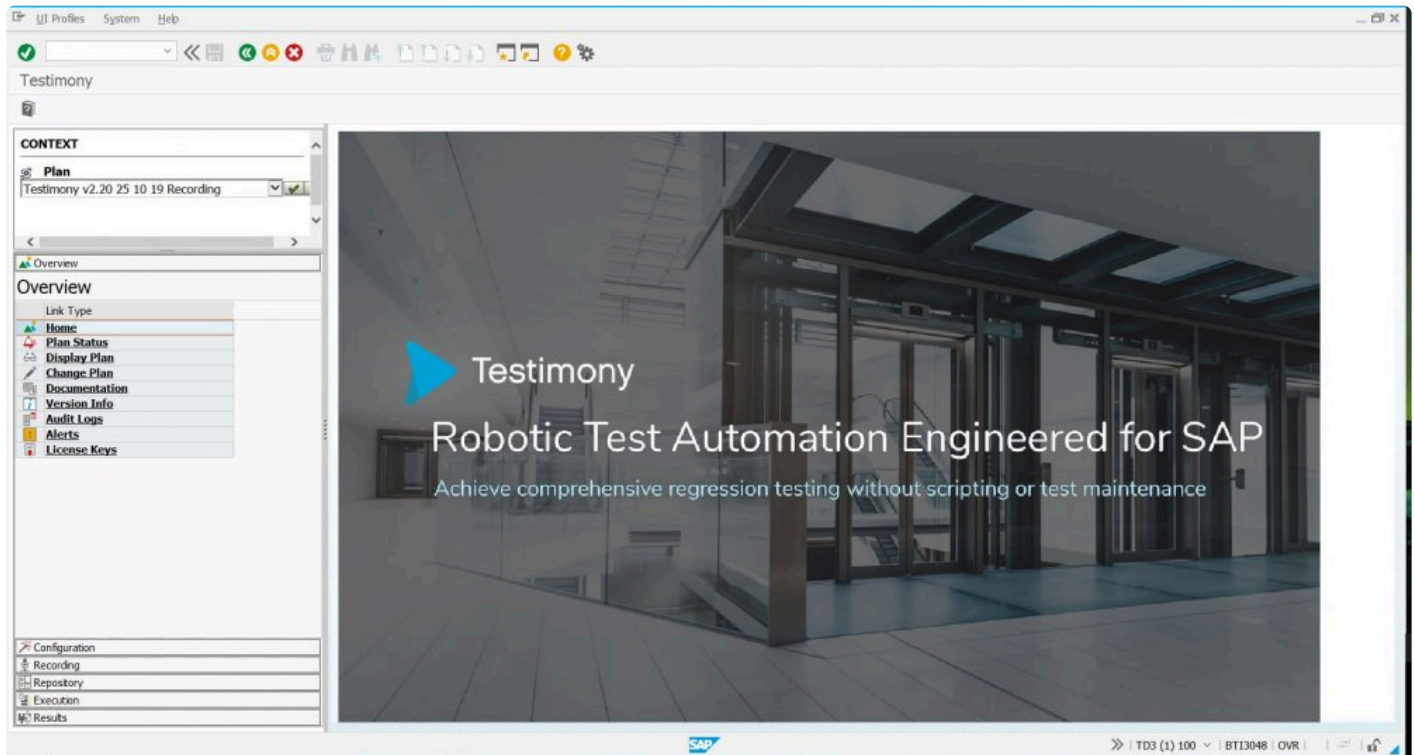 UI Profiles System Help
Testimony
CONTEXT
Plan
Testimony v2.20 25 10 19 Recording
Overview
Overview
Link Type
Home
Plan Status
Display Plan
Change Plan
Documentation
Version Info
Audit Logs
Alerts
License Keys
Configuration
Recording
Repository
Execution
Results
Testimony
Robotic Test Automation Engineered for SAP
Achieve comprehensive regression testing without scripting or test maintenance
SAP
TD3 (1) 100 BTI3048 OVR